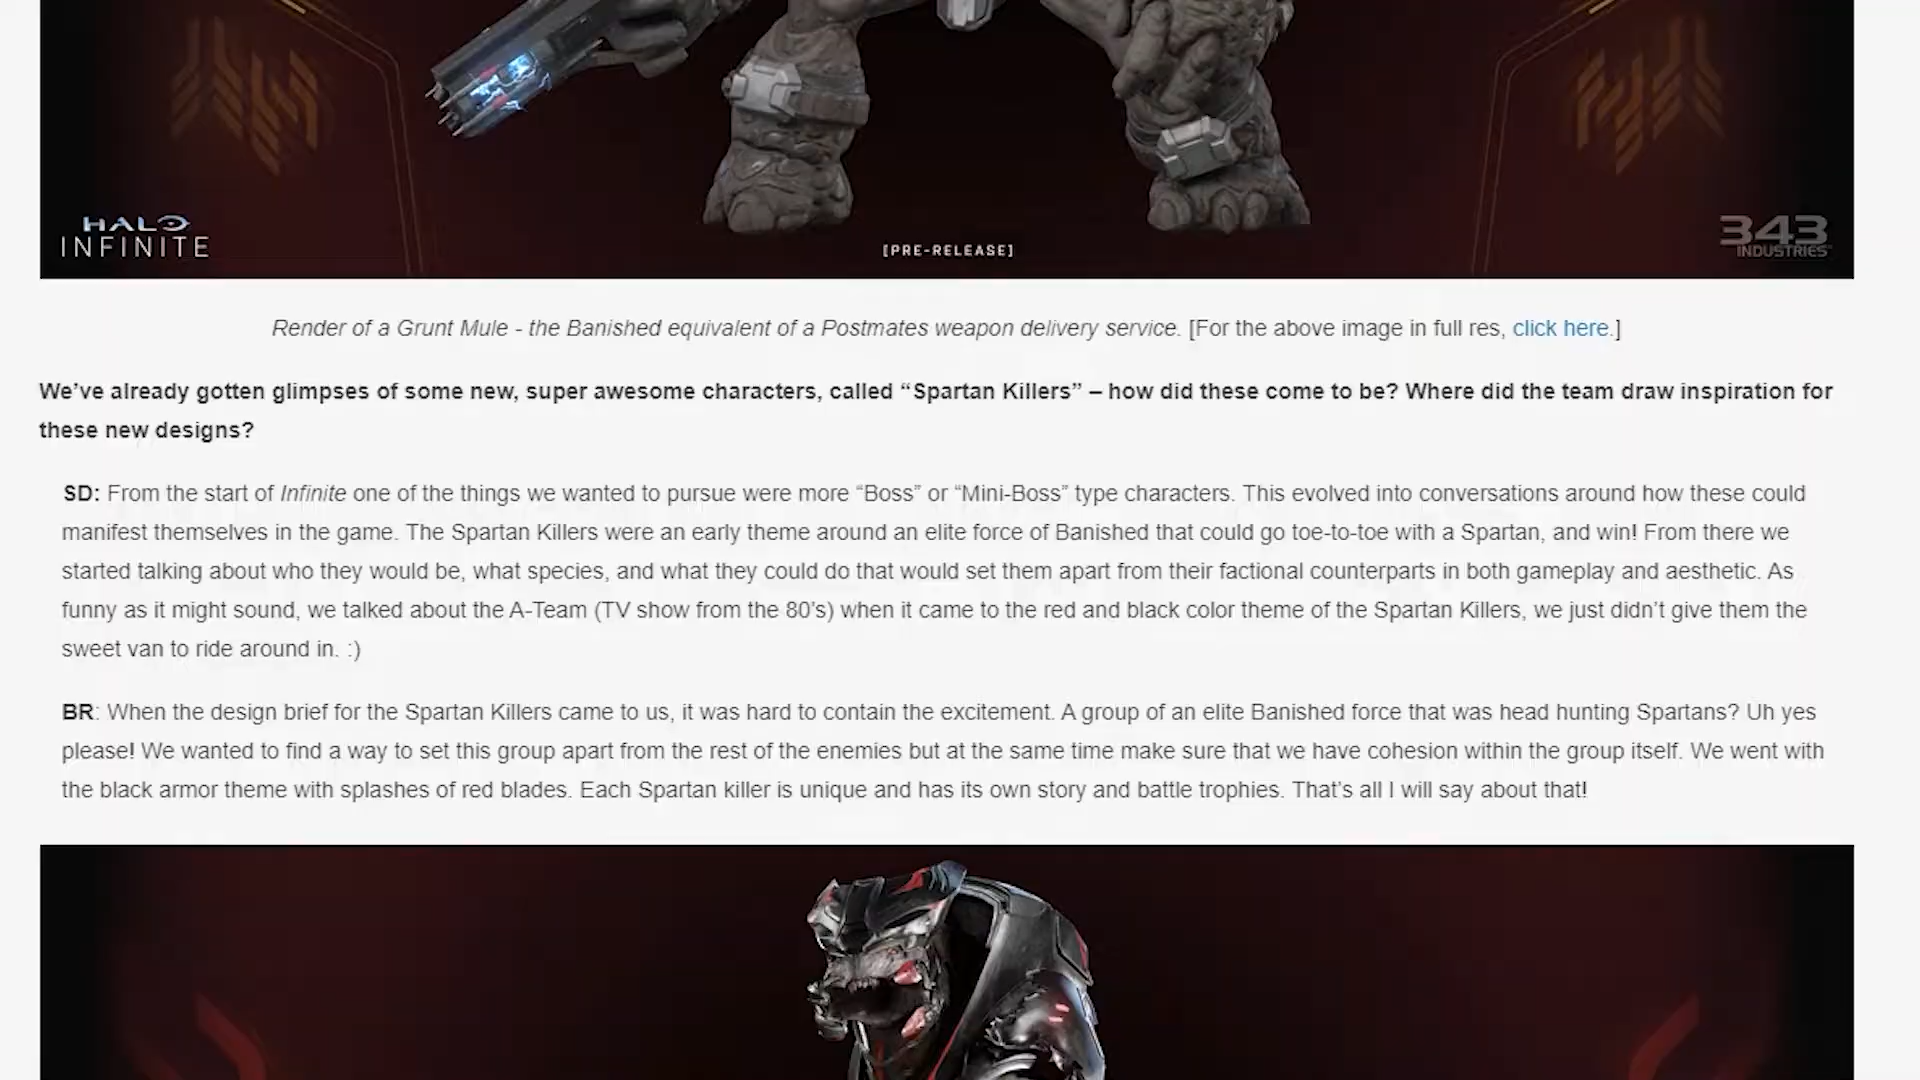 HALO
INFINITE
[PRE-RELEASE]
343
INDUSTRIES
Render of a Grunt Mule - the Banished equivalent of a Postmates weapon delivery service. [For the above image in full res, click here.]
We’ve already gotten glimpses of some new, super awesome characters, called “Spartan Killers” – how did these come to be? Where did the team draw inspiration for
these new designs?
SD: From the start of Infinite one of the things we wanted to pursue were more “Boss” or “Mini-Boss” type characters. This evolved into conversations around how these could
manifest themselves in the game. The Spartan Killers were an early theme around an elite force of Banished that could go toe-to-toe with a Spartan, and win! From there we
started talking about who they would be, what species, and what they could do that would set them apart from their factional counterparts in both gameplay and aesthetic. As
funny as it might sound, we talked about the A-Team (TV show from the 80’s) when it came to the red and black color theme of the Spartan Killers, we just didn’t give them the
sweet van to ride around in. :)
BR: When the design brief for the Spartan Killers came to us, it was hard to contain the excitement. A group of an elite Banished force that was head hunting Spartans? Uh yes
please! We wanted to find a way to set this group apart from the rest of the enemies but at the same time make sure that we have cohesion within the group itself. We went with
the black armor theme with splashes of red blades. Each Spartan killer is unique and has its own story and battle trophies. That’s all I will say about that!